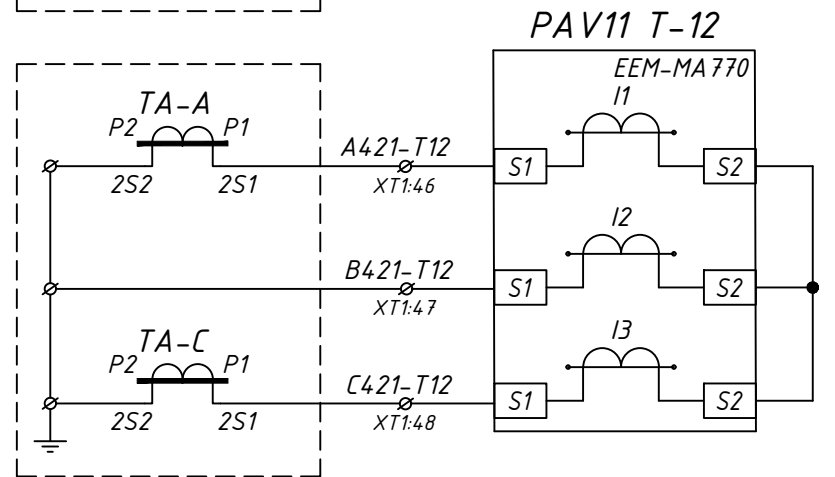 PAV11 T-12
EEM-MA770
TA-A
P2 P1
2S2 2S1
A421-T12
XT1:46
I1
S1 S2
B421-T12
XT1:47
I2
S1 S2
TA-C
P2 P1
2S2 2S1
C421-T12
XT1:48
I3
S1 S2